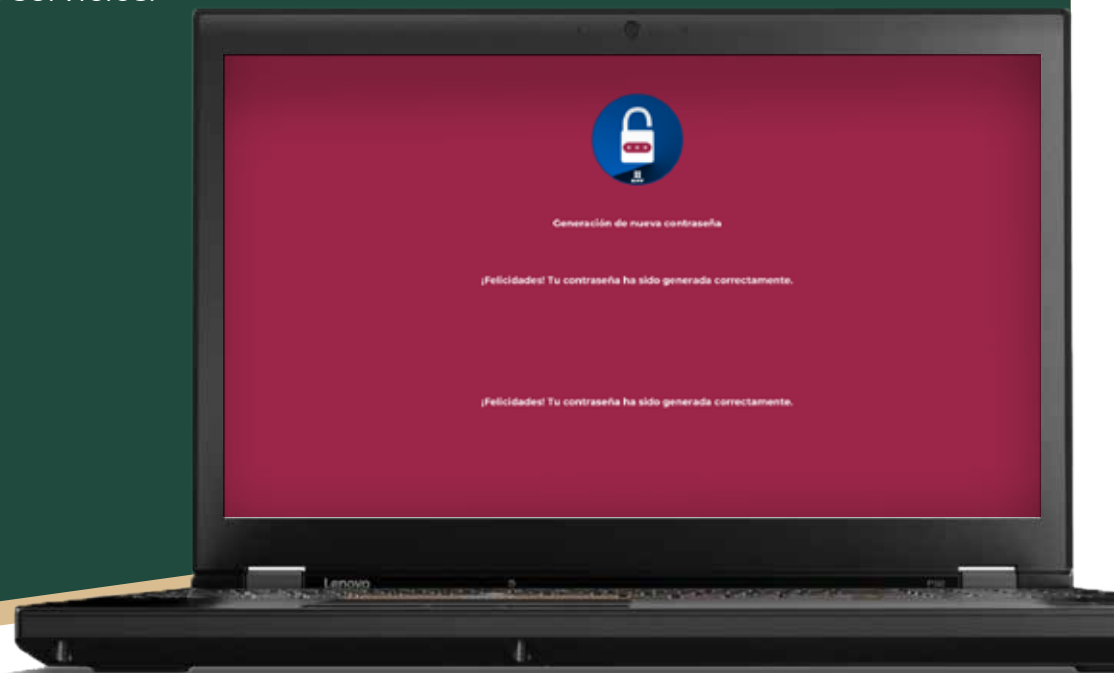 servicios.
Generación de nueva contraseña
¡Felicidades! Tu contraseña ha sido generada correctamente.
¡Felicidades! Tu contraseña ha sido generada correctamente.
Lenovo